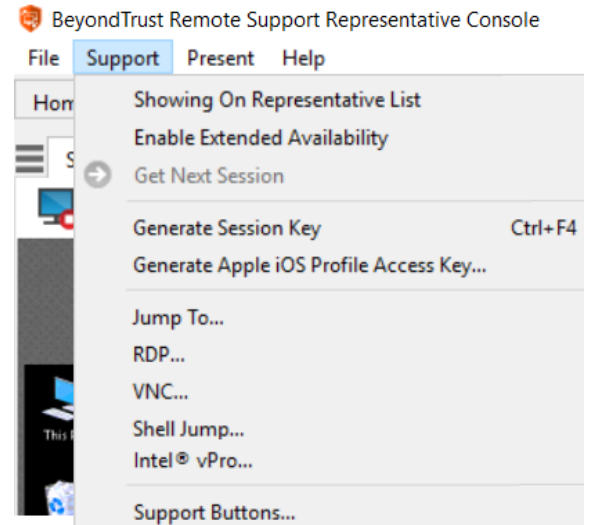 BeyondTrust Remote Support Representative Console
File Support Present Help
Hom
Showing On Representative List
Enable Extended Availability
S
Get Next Session
Generate Session Key Ctrl+F4
Generate Apple iOS Profile Access Key...
Jump To...
RDP...
VNC...
Shell Jump...
This P
Intel® vPro...
Support Buttons...